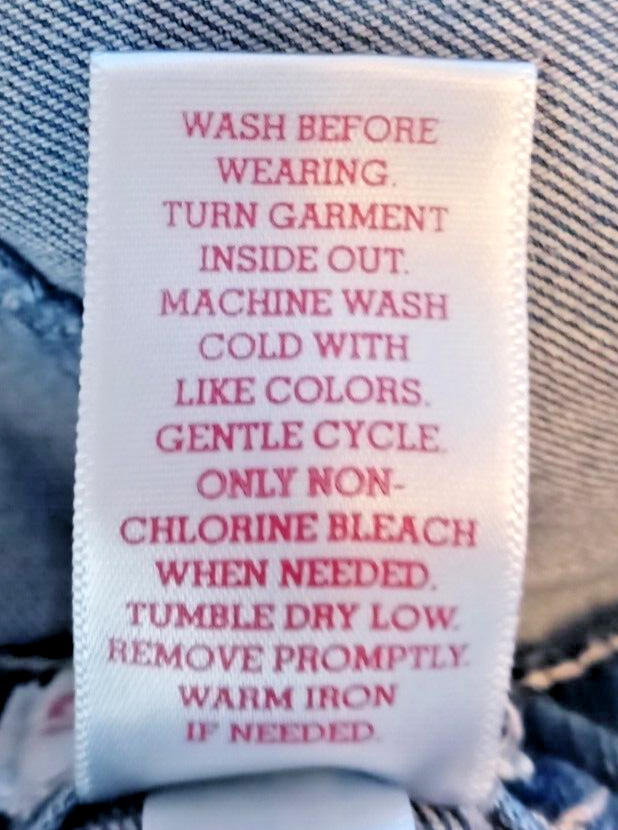 WASH BEFORE
WEARING.
TURN GARMENT
INSIDE OUT.
MACHINE WASH
COLD WITH
LIKE COLORS.
GENTLE CYCLE.
ONLY NON-
CHLORINE BLEACH
WHEN NEEDED.
TUMBLE DRY LOW.
REMOVE PROMPTLY.
WARM IRON
IF NEEDED.